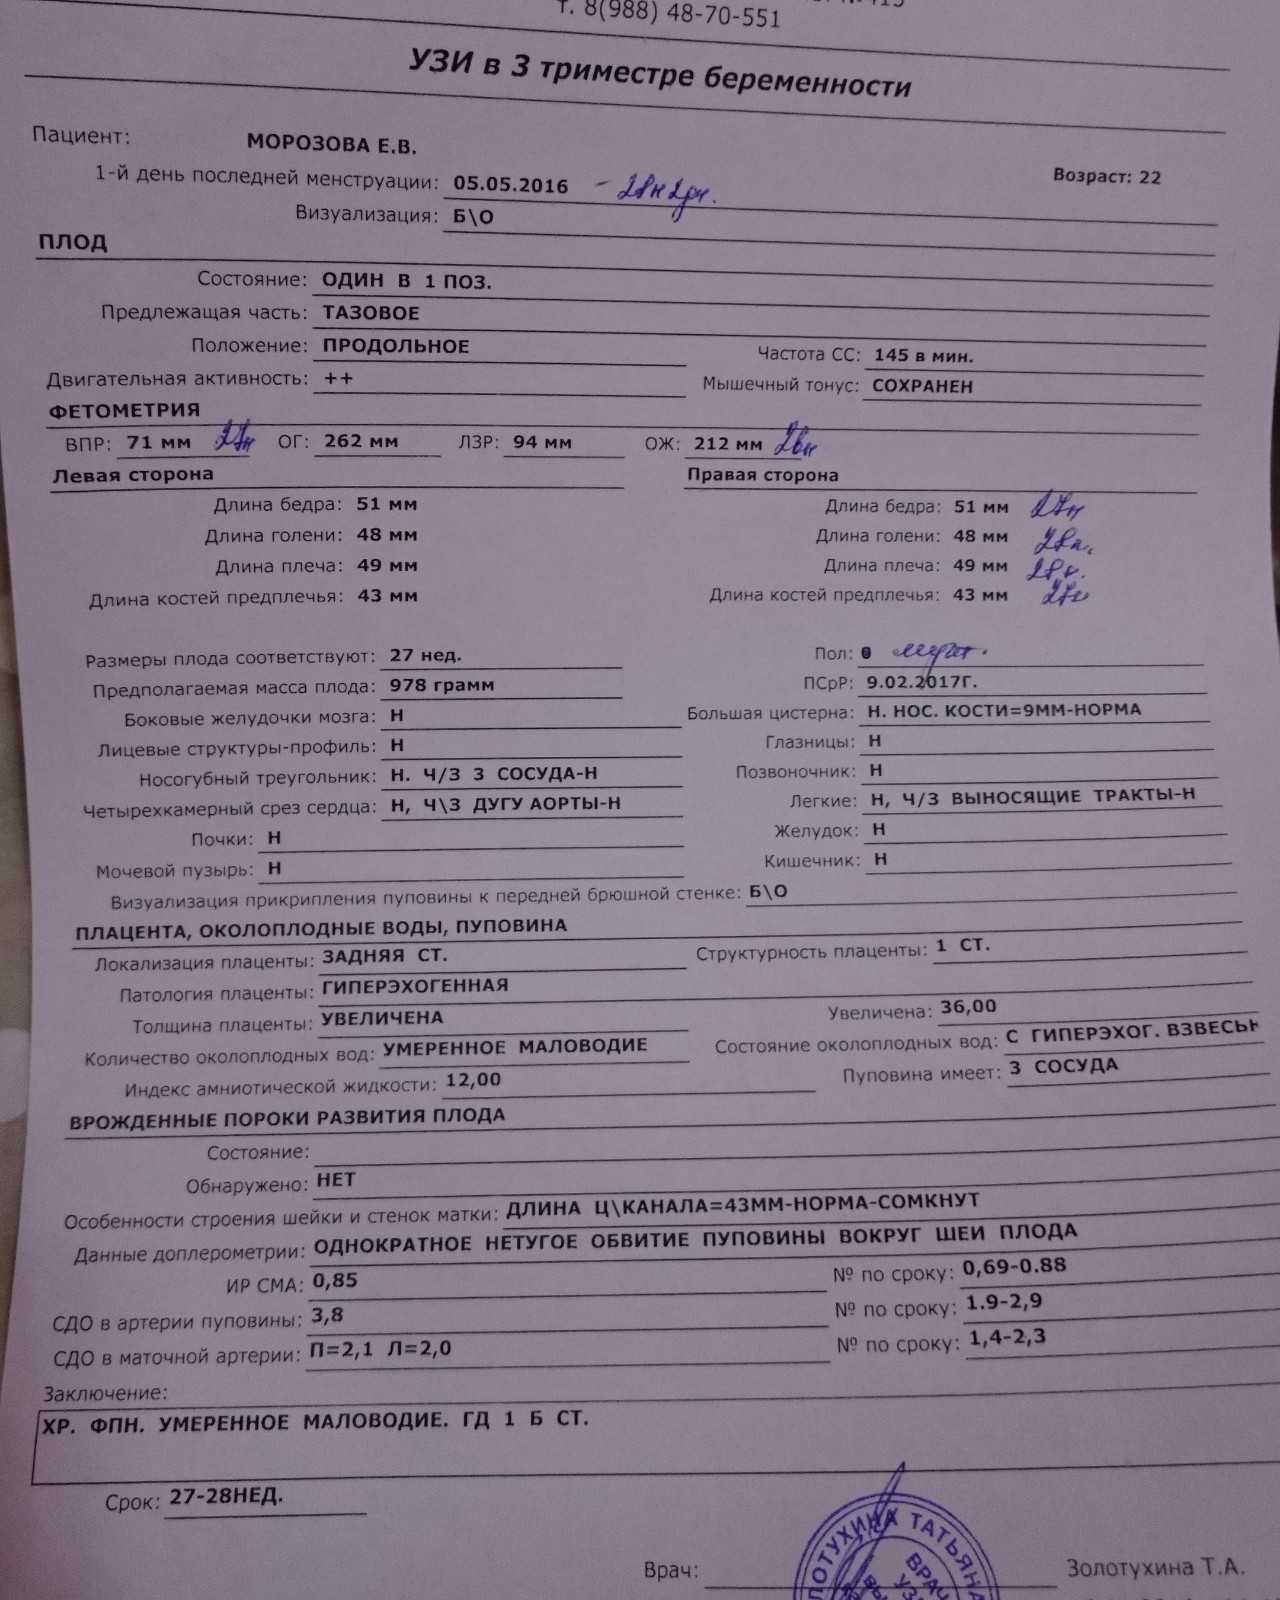 т. 8(988) 48-70-551
УЗИ в 3 триместре беременности
Пациент: МОРОЗОВА Е.В.
1-й день последней менструации: 05.05.2016 – 28н 2дн. Возраст: 22
Визуализация: Б\О
ПЛОД
Состояние: ОДИН В 1 ПОЗ.
Предлежащая часть: ТАЗОВОЕ
Положение: ПРОДОЛЬНОЕ Частота СС: 145 в мин.
Двигательная активность: ++ Мышечный тонус: СОХРАНЕН
ФЕТОМЕТРИЯ
ВПР: 71 мм 27н ОГ: 262 мм ЛЗР: 94 мм ОЖ: 212 мм 26н
Левая сторона Правая сторона
Длина бедра: 51 мм Длина бедра: 51 мм 27н
Длина голени: 48 мм Длина голени: 48 мм 28н.
Длина плеча: 49 мм Длина плеча: 49 мм 28н.
Длина костей предплечья: 43 мм Длина костей предплечья: 43 мм 27н
Размеры плода соответствуют: 27 нед. Пол:
Предполагаемая масса плода: 978 грамм ПСрР: 9.02.2017Г.
Боковые желудочки мозга: Н Большая цистерна: Н. НОС. КОСТИ=9ММ-НОРМА
Лицевые структуры-профиль: Н Глазницы: Н
Носогубный треугольник: Н. Ч/З 3 СОСУДА-Н Позвоночник: Н
Четырехкамерный срез сердца: Н, Ч\З ДУГУ АОРТЫ-Н Легкие: Н, Ч/З ВЫНОСЯЩИЕ ТРАКТЫ-Н
Почки: Н Желудок: Н
Мочевой пузырь: Н Кишечник: Н
Визуализация прикрипления пуповины к передней брюшной стенке: Б\О
ПЛАЦЕНТА, ОКОЛОПЛОДНЫЕ ВОДЫ, ПУПОВИНА
Локализация плаценты: ЗАДНЯЯ СТ. Структурность плаценты: 1 СТ.
Патология плаценты: ГИПЕРЭХОГЕННАЯ
Толщина плаценты: УВЕЛИЧЕНА Увеличена: 36,00
Количество околоплодных вод: УМЕРЕННОЕ МАЛОВОДИЕ Состояние околоплодных вод: С ГИПЕРЭХОГ. ВЗВЕСЬЮ
Индекс амниотической жидкости: 12,00 Пуповина имеет: 3 СОСУДА
ВРОЖДЕННЫЕ ПОРОКИ РАЗВИТИЯ ПЛОДА
Состояние:
Обнаружено: НЕТ
Особенности строения шейки и стенок матки: ДЛИНА Ц\КАНАЛА=43ММ-НОРМА-СОМКНУТ
Данные доплерометрии: ОДНОКРАТНОЕ НЕТУГОЕ ОБВИТИЕ ПУПОВИНЫ ВОКРУГ ШЕИ ПЛОДА
ИР СМА: 0,85 № по сроку: 0,69-0.88
СДО в артерии пуповины: 3,8 № по сроку: 1.9-2,9
СДО в маточной артерии: П=2,1 Л=2,0 № по сроку: 1,4-2,3
Заключение:
ХР. ФПН. УМЕРЕННОЕ МАЛОВОДИЕ. ГД 1 Б СТ.
Срок: 27-28НЕД.
Врач: Золотухина Т.А.
ЗОЛОТУХИНА ТАТЬЯНА
ВРАЧ
УЗИ